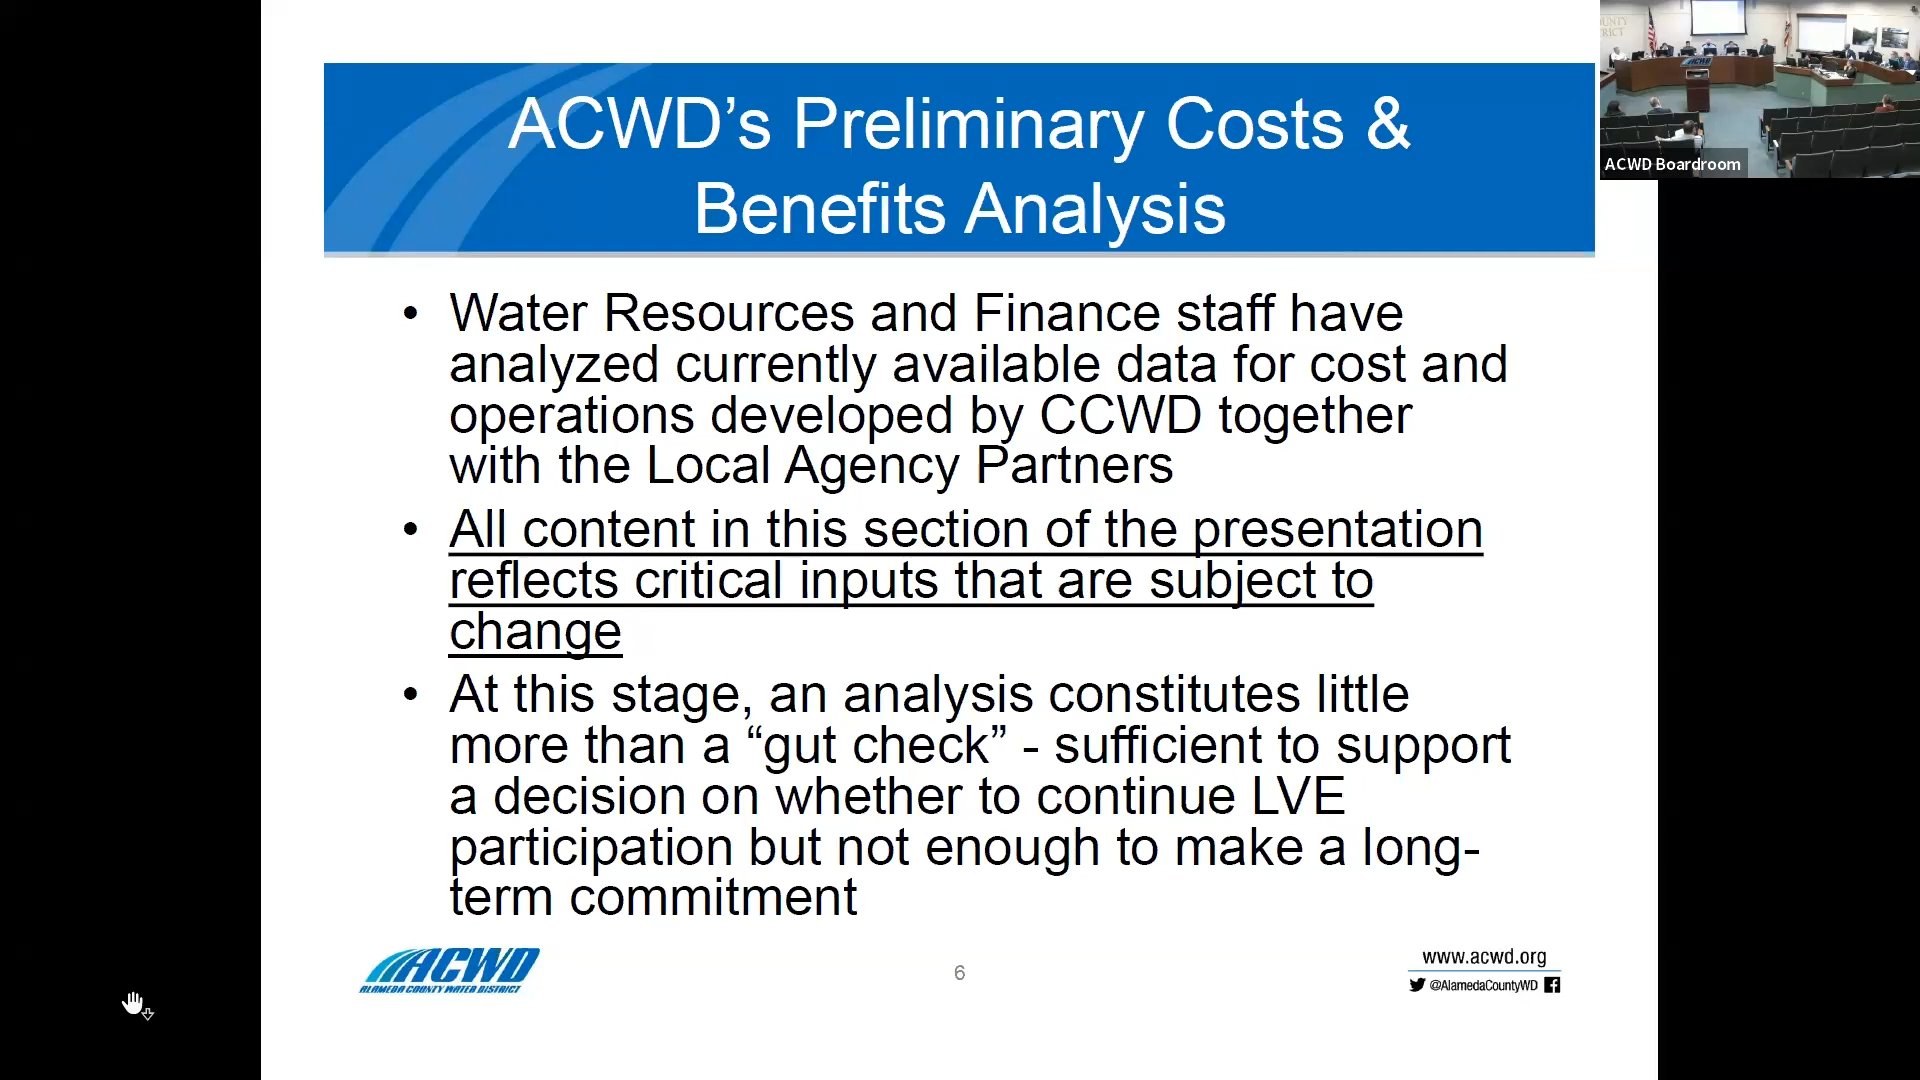 ACWD’s Preliminary Costs &
Benefits Analysis
• Water Resources and Finance staff have
analyzed currently available data for cost and
operations developed by CCWD together
with the Local Agency Partners
• All content in this section of the presentation
reflects critical inputs that are subject to
change
• At this stage, an analysis constitutes little
more than a “gut check” - sufficient to support
a decision on whether to continue LVE
participation but not enough to make a long-
term commitment
ACWD
ALAMEDA COUNTY WATER DISTRICT
6
www.acwd.org
@AlamedaCountyWD
ACWD Boardroom